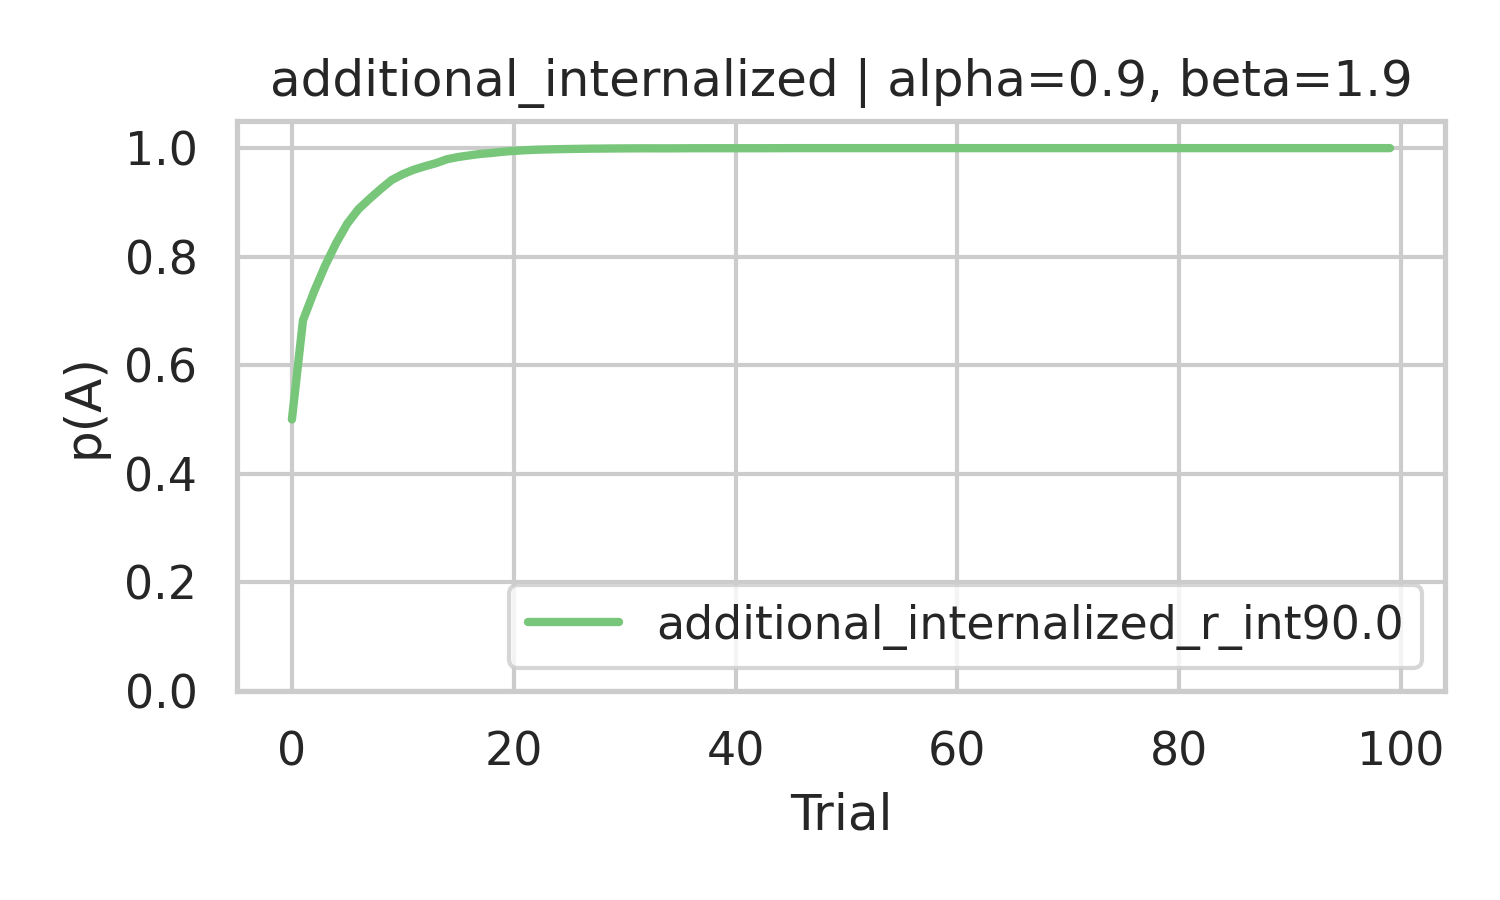 additional_internalized | alpha=0.9, beta=1.9
1.0
0.8
0.6
0.4
0.2
0.0
p(A)
additional_internalized_r_int90.0
0 20 40 60 80 100
Trial